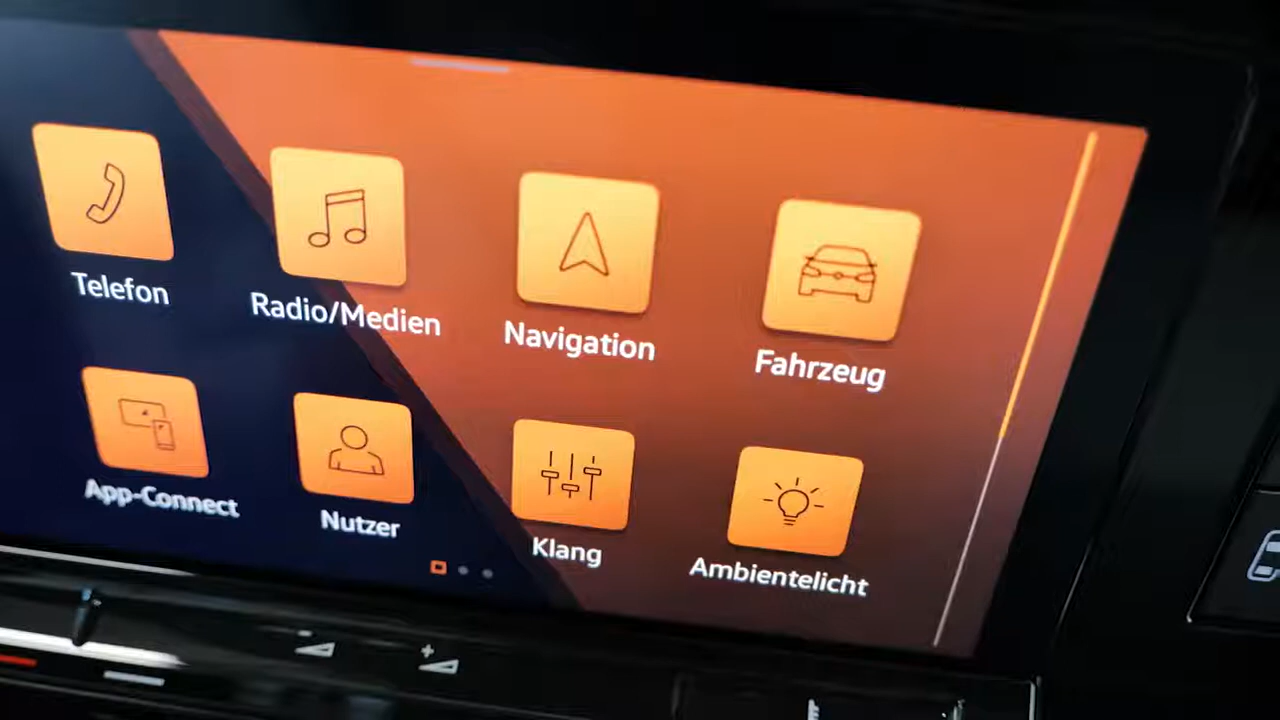 Telefon
Radio/Medien
Navigation
Fahrzeug
App-Connect
Nutzer
Klang
Ambientelicht